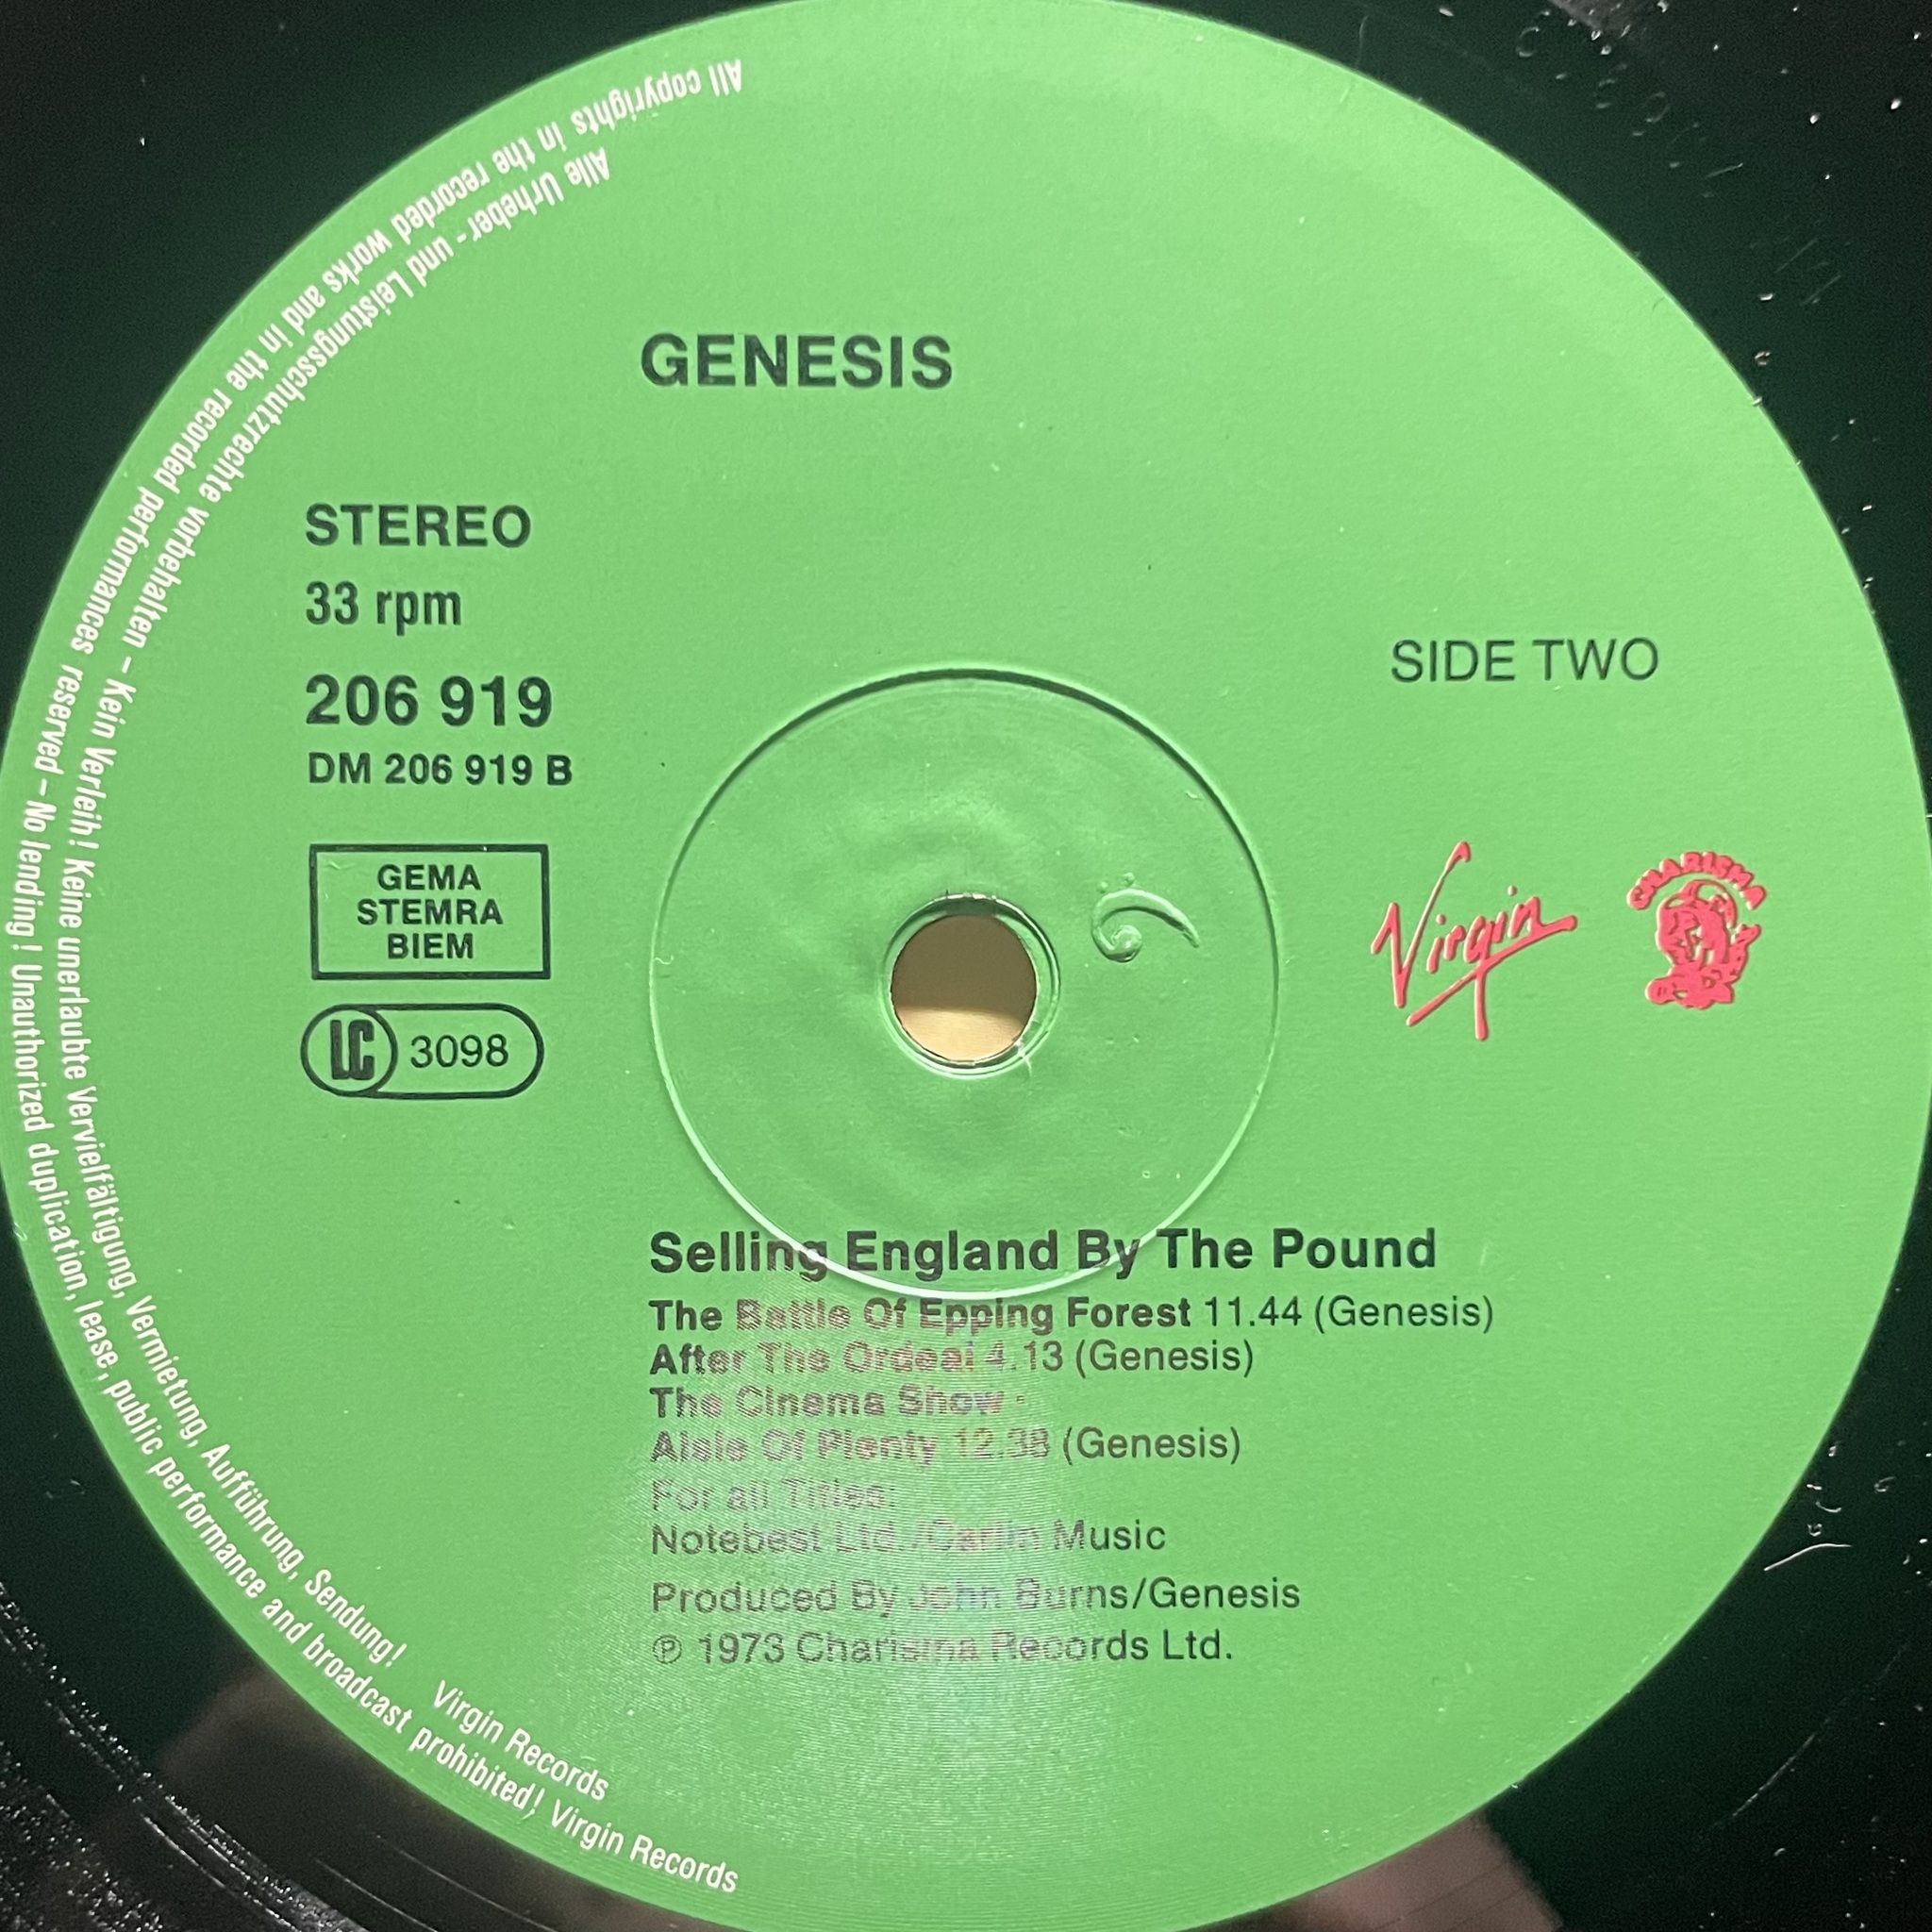 GENESIS
STEREO
33 rpm
206 919
DM 206 919 B
GEMA
STEMRA
BIEM
LC 3098
SIDE TWO
Virgin
CHARISMA
Selling England By The Pound
The Battle Of Epping Forest 11.44 (Genesis)
After The Ordeal 4.13 (Genesis)
The Cinema Show -
Aisle Of Plenty 12.38 (Genesis)
For all Titles:
Notebest Ltd./Carlin Music
Produced By John Burns/Genesis
℗ 1973 Charisma Records Ltd.
Alle Urheber- und Leistungsschutzrechte vorbehalten – Kein Verleih! Keine unerlaubte Vervielfältigung, Vermietung, Aufführung, Sendung! Virgin Records
All copyrights in the recorded works and in the recorded performances reserved – No lending! Unauthorized duplication, lease, public performance and broadcast prohibited! Virgin Records